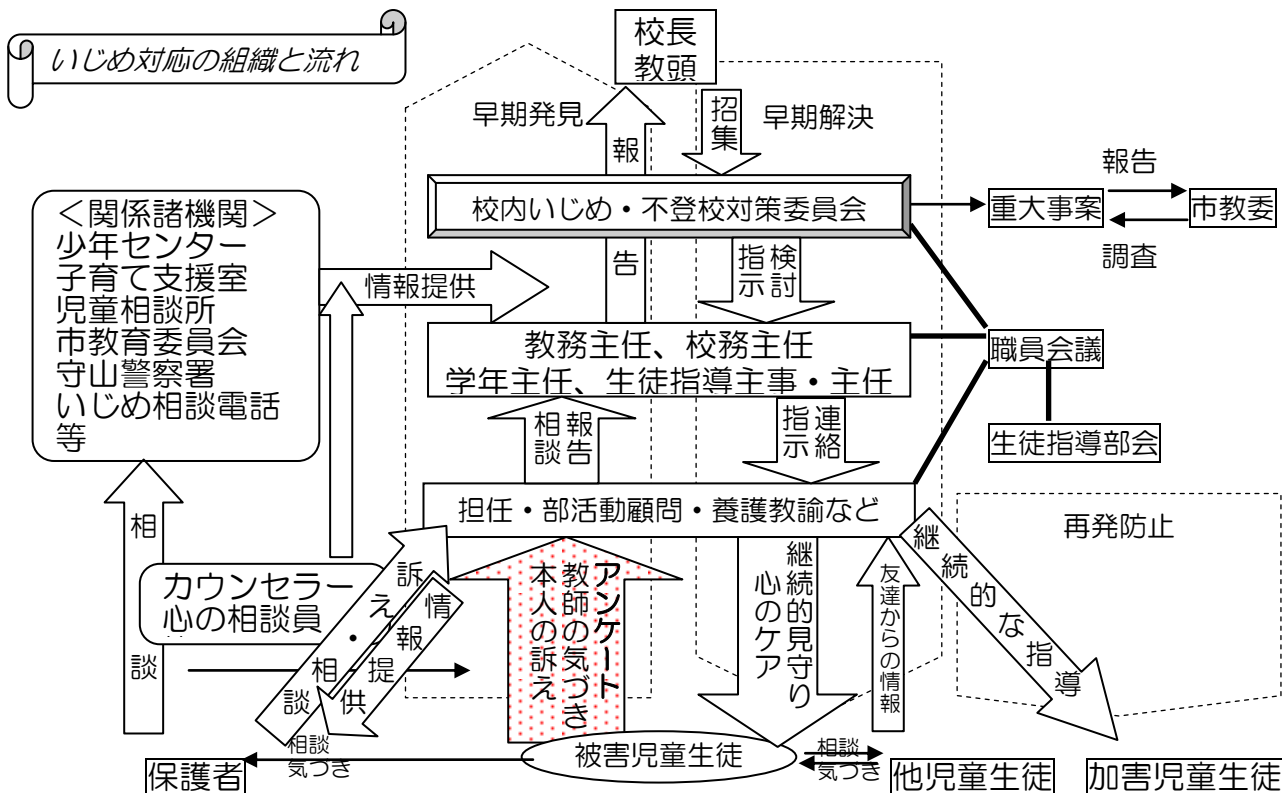 いじめ対応の組織と流れ
校長
教頭
早期発見
招集
早期解決
報告
校内いじめ・不登校対策委員会
重大事案
報告
調査
市教委
<関係諸機関>
少年センター
子育て支援室
児童相談所
市教育委員会
守山警察署
いじめ相談電話
等
情報提供
検討
指示
教務主任、校務主任
学年主任、生徒指導主事・主任
職員会議
生徒指導部会
報告
相談
連絡
指示
担任・部活動顧問・養護教諭など
再発防止
相談
カウンセラー
心の相談員
訴え・相談
情報提供
アンケート
教師の気づき
本人の訴え
継続的見守り
心のケア
友達からの情報
継続的な指導
相談
気づき
被害児童生徒
相談
気づき
保護者
他児童生徒
加害児童生徒